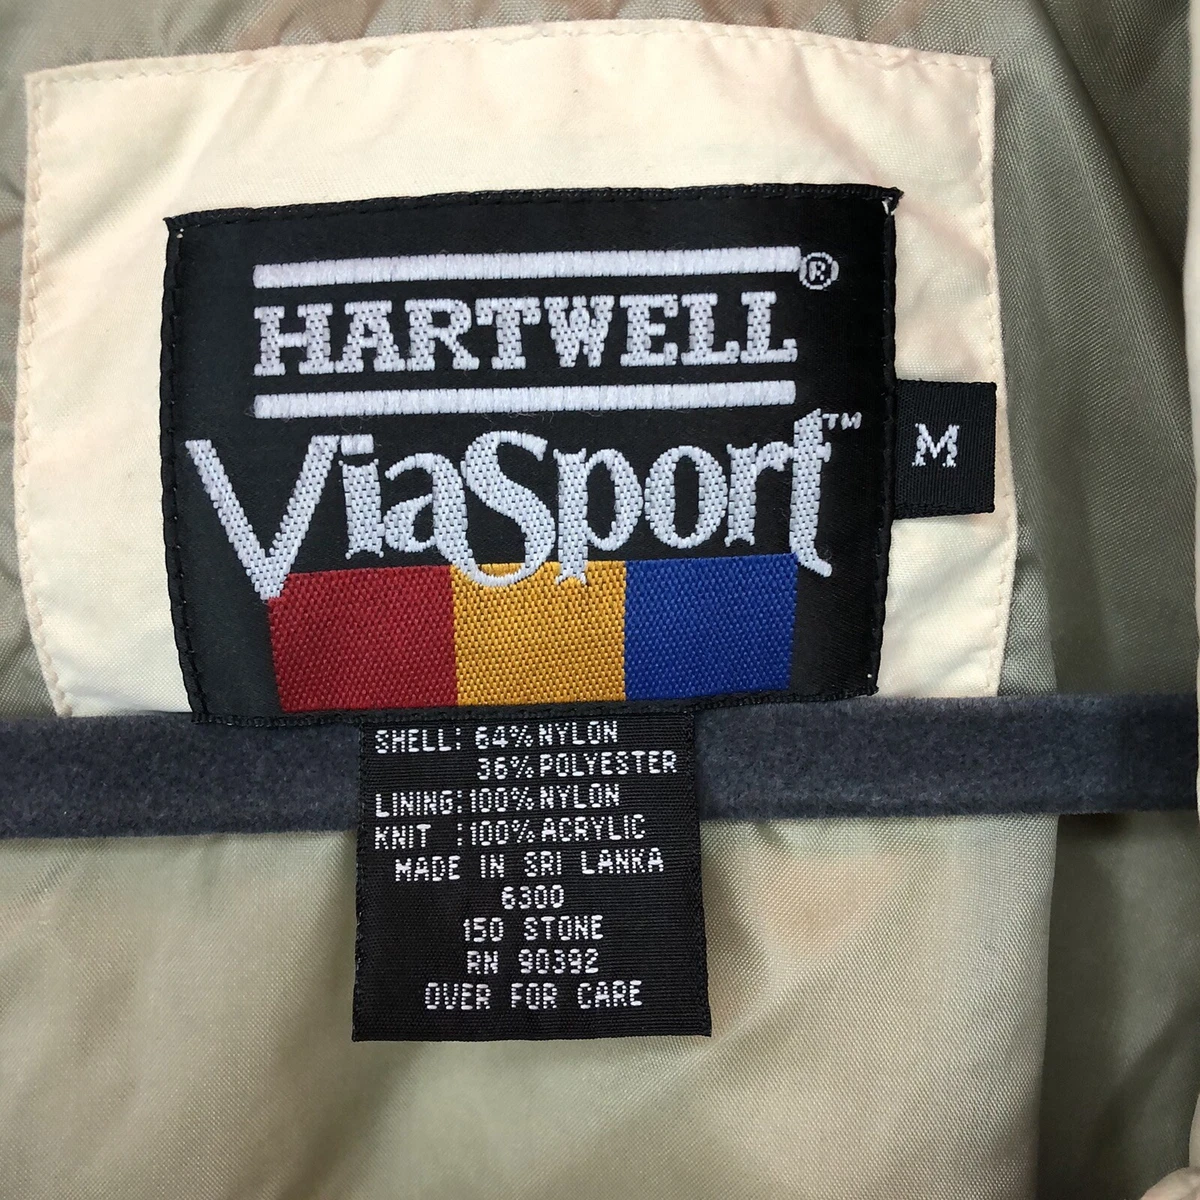 HARTWELL®
ViaSport™
M
SHELL: 64% NYLON
36% POLYESTER
LINING: 100% NYLON
KNIT : 100% ACRYLIC
MADE IN SRI LANKA
6300
150 STONE
RN 90392
OVER FOR CARE